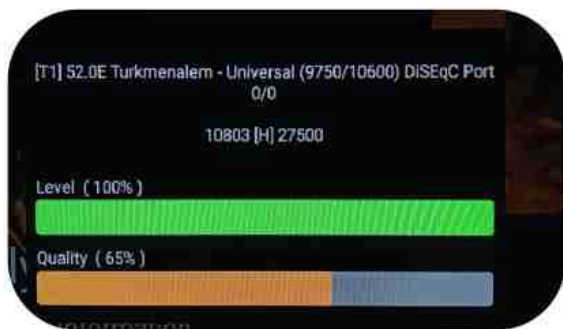 [T1] 52.0E Turkmenalem - Universal (9750/10600) DiSEqC Port
0/0
10803 [H] 27500
Level ( 100% )
Quality ( 65% )